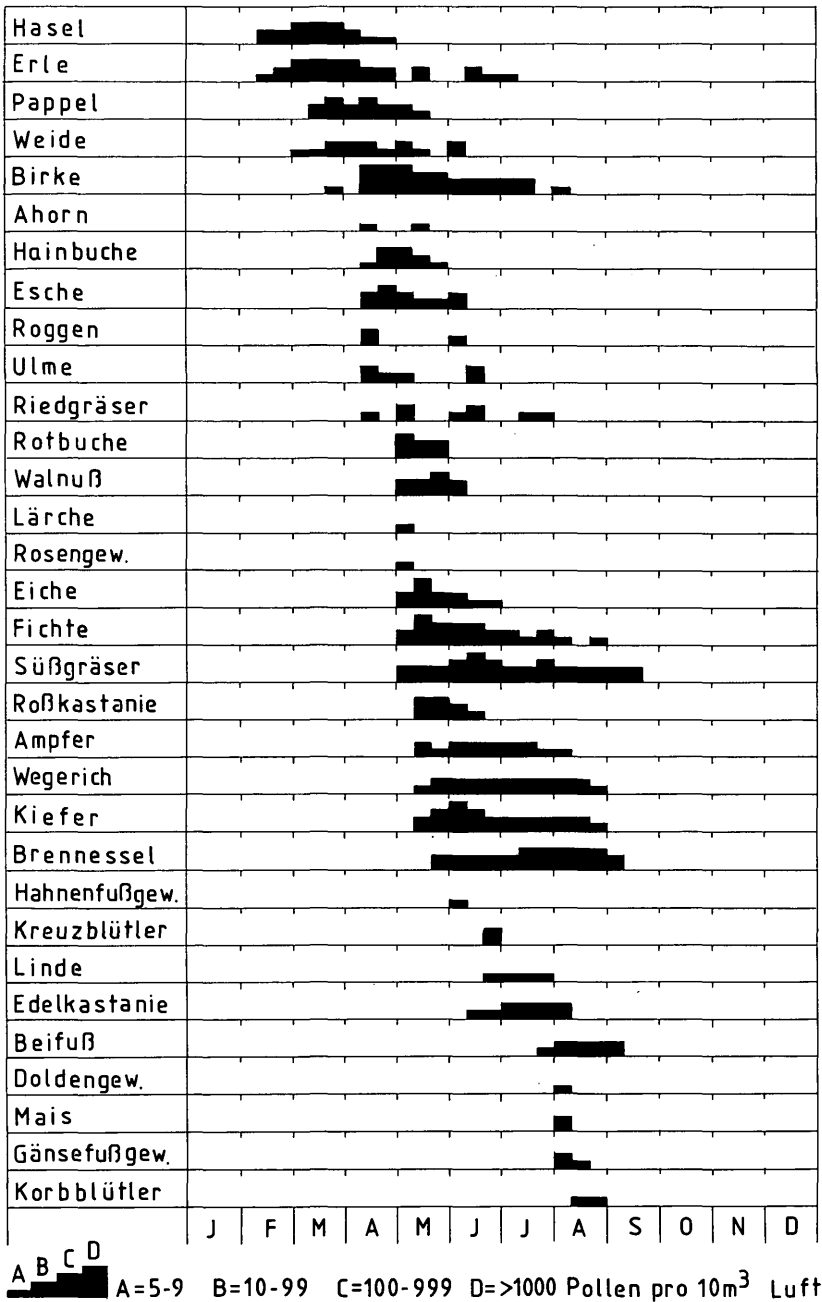 Hasel
Erle
Pappel
Weide
Birke
Ahorn
Hainbuche
Esche
Roggen
Ulme
Riedgräser
Rotbuche
Walnuß
Lärche
Rosengew.
Eiche
Fichte
Süßgräser
Roßkastanie
Ampfer
Wegerich
Kiefer
Brennessel
Hahnenfußgew.
Kreuzblütler
Linde
Edelkastanie
Beifuß
Doldengew.
Mais
Gänsefußgew.
Korbblütler
J F M A M J J A S O N D
A B C D
A=5-9 B=10-99 C=100-999 D=>1000 Pollen pro 10m³ Luft